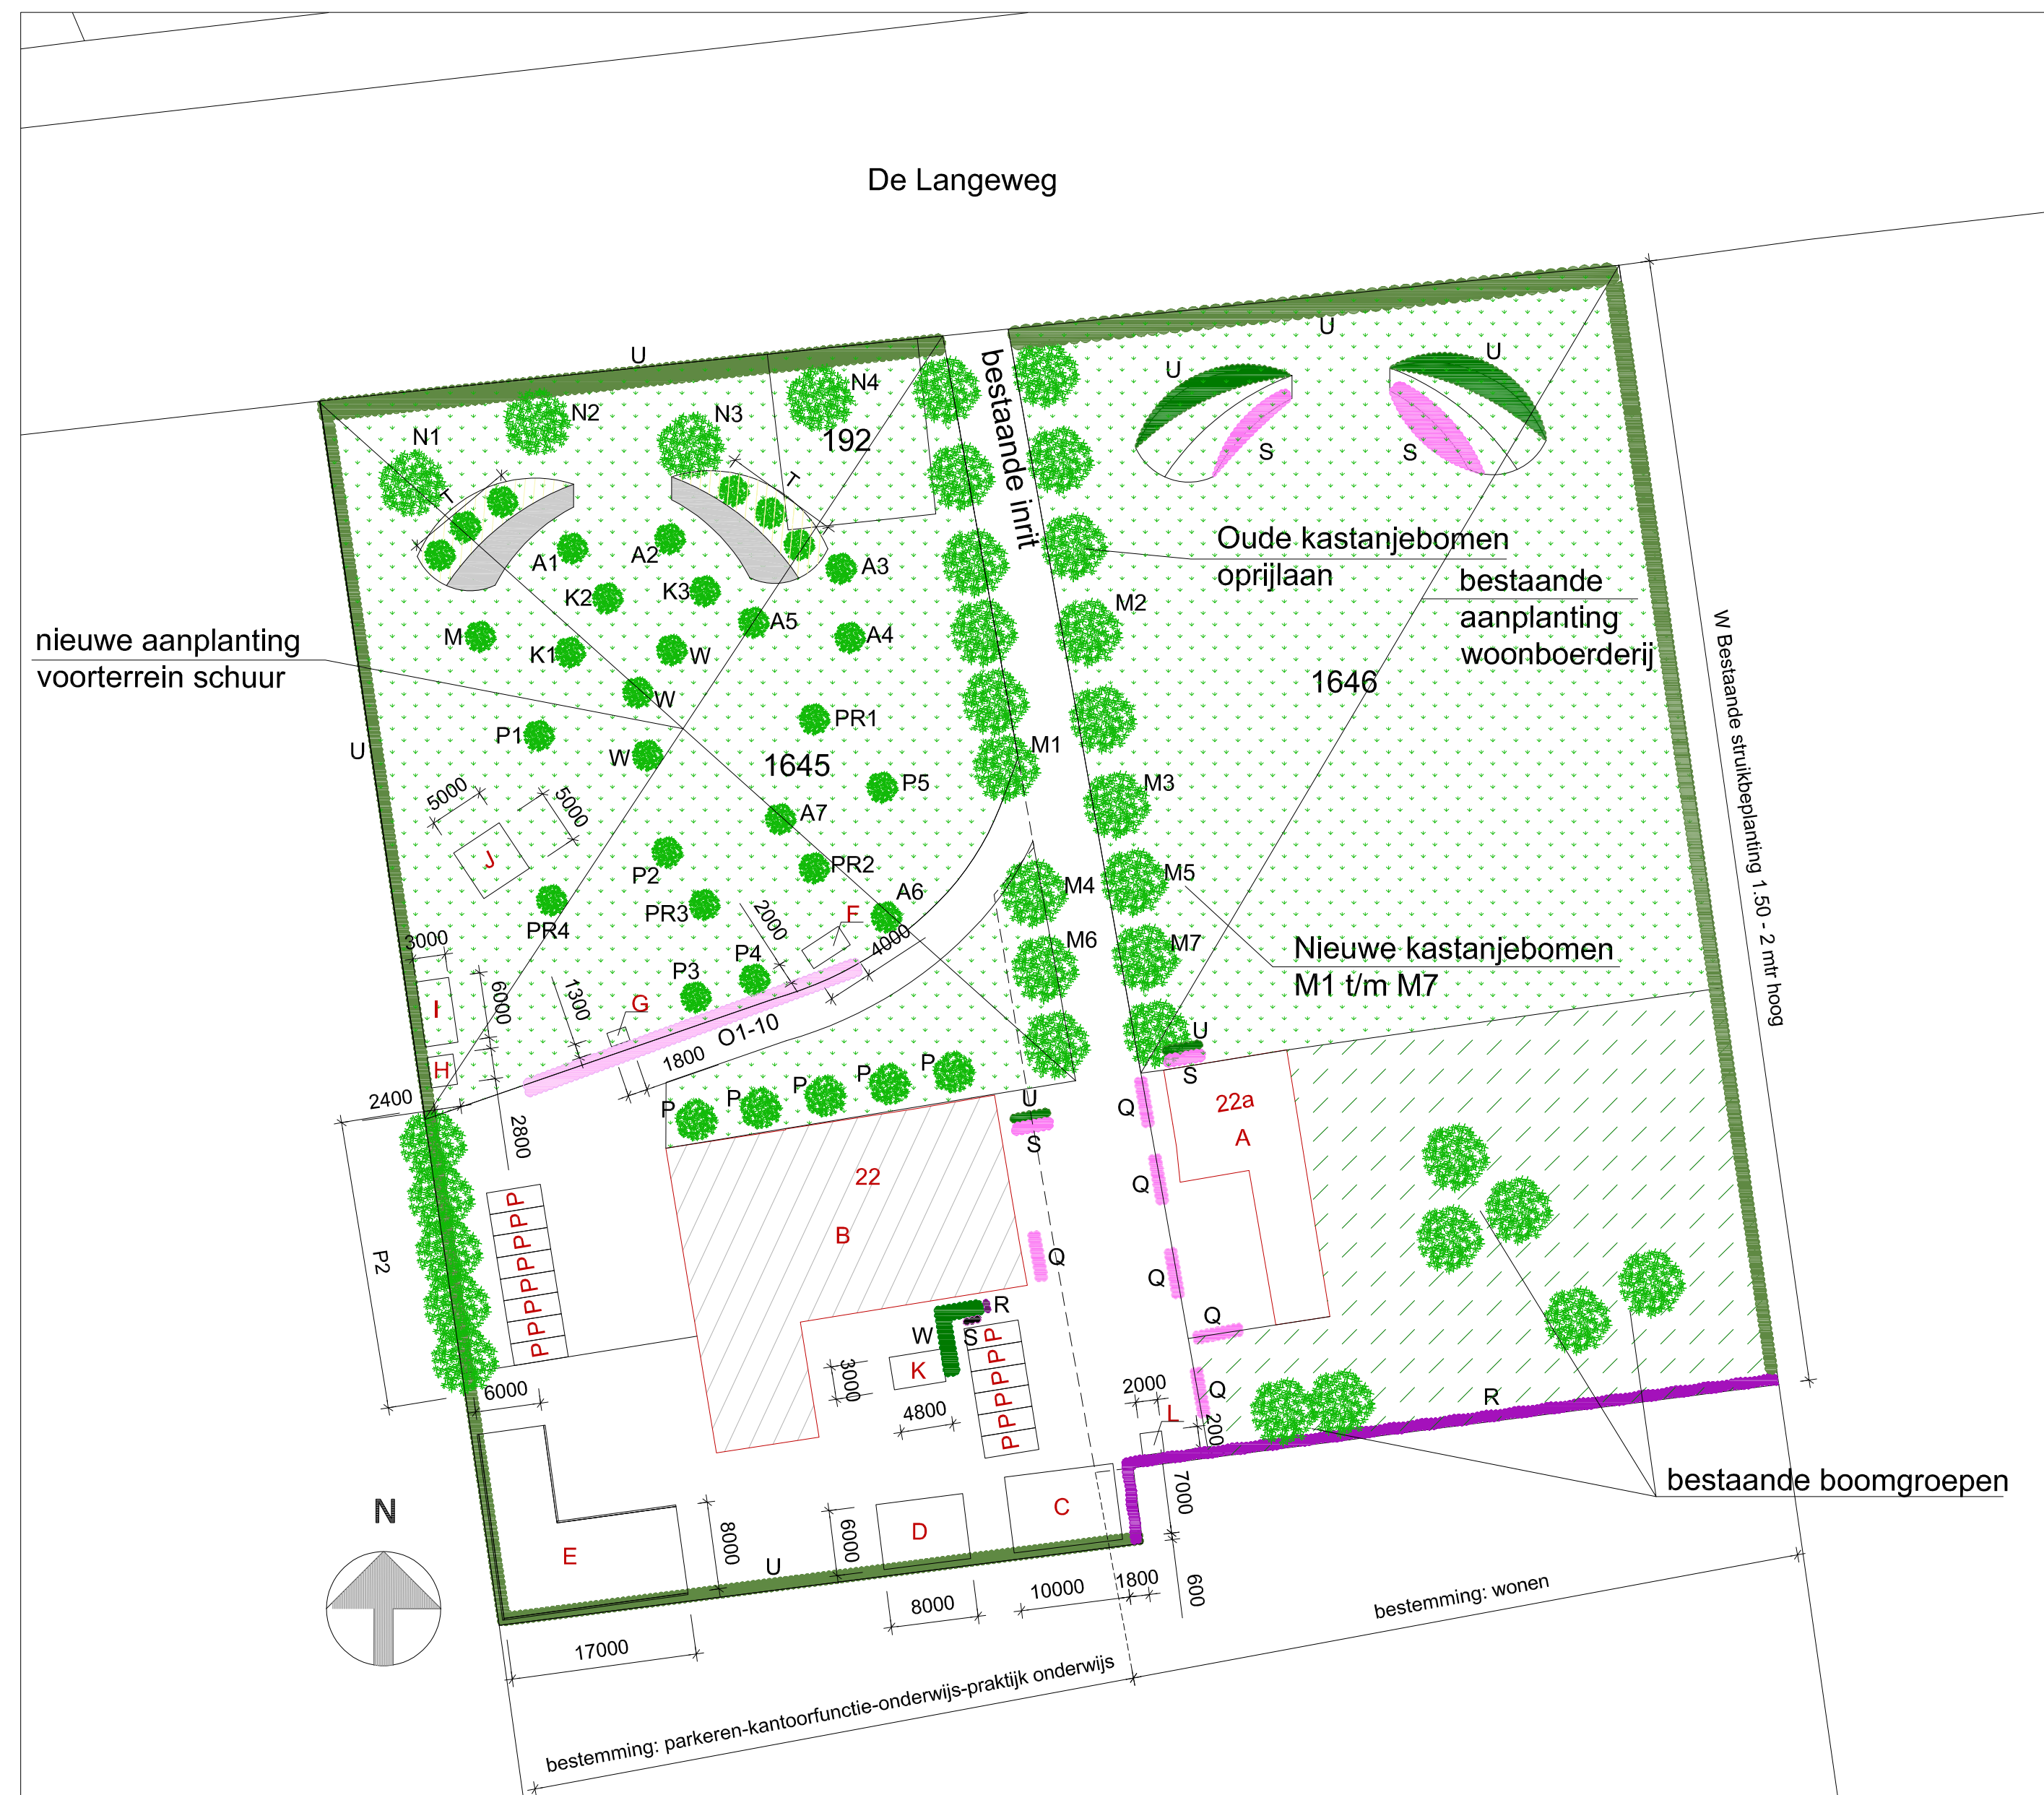 De Langeweg
bestaande inrit
U
U
U
U
N4
N2
N3
N1
192
S
S
T
T
Oude kastanjebomen
oprijlaan
bestaande
aanplanting
woonboerderij
A1
A2
A3
K2
K3
A5
A4
M2
M
K1
W
1646
nieuwe aanplanting
voorterrein schuur
W
PR1
P1
W
M1
U
1645
P5
M3
W Bestaande struikbeplanting 1.50 - 2 mtr hoog
5000
5000
A7
J
P2
PR2
M5
M4
PR3
A6
F
2000
4000
PR4
3000
M6
M7
Nieuwe kastanjebomen
M1 t/m M7
P4
P3
I
6000
1300
G
O1-10
1800
H
U
S
P
P
P
P
P
2400
2800
U
S
Q
22a
A
22
B
Q
P
P
P
P
P
P
P
P
P2
Q
Q
Q
R
W
S
K
3000
4800
P
P
P
P
P
P
6000
2000
L
Q
200
R
bestaande boomgroepen
N
E
8000
6000
D
C
7000
U
8000
10000
1800
600
17000
bestemming: wonen
bestemming: parkeren-kantoorfunctie-onderwijs-praktijk onderwijs